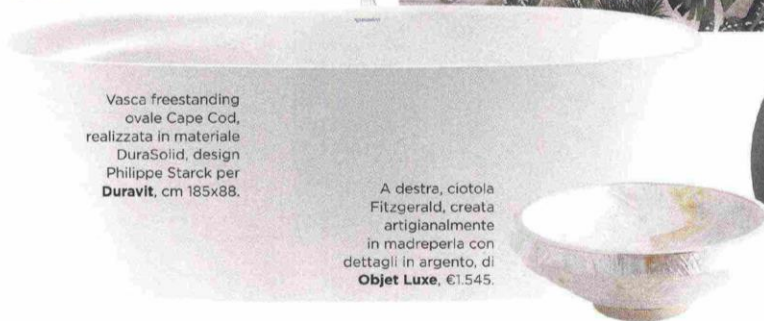 Vasca freestanding
ovale Cape Cod,
realizzata in materiale
DuraSolid, design
Philippe Starck per
Duravit, cm 185x88.
A destra, ciotola
Fitzgerald, creata
artigianalmente
in madreperla con
dettagli in argento, di
Objet Luxe, €1.545.